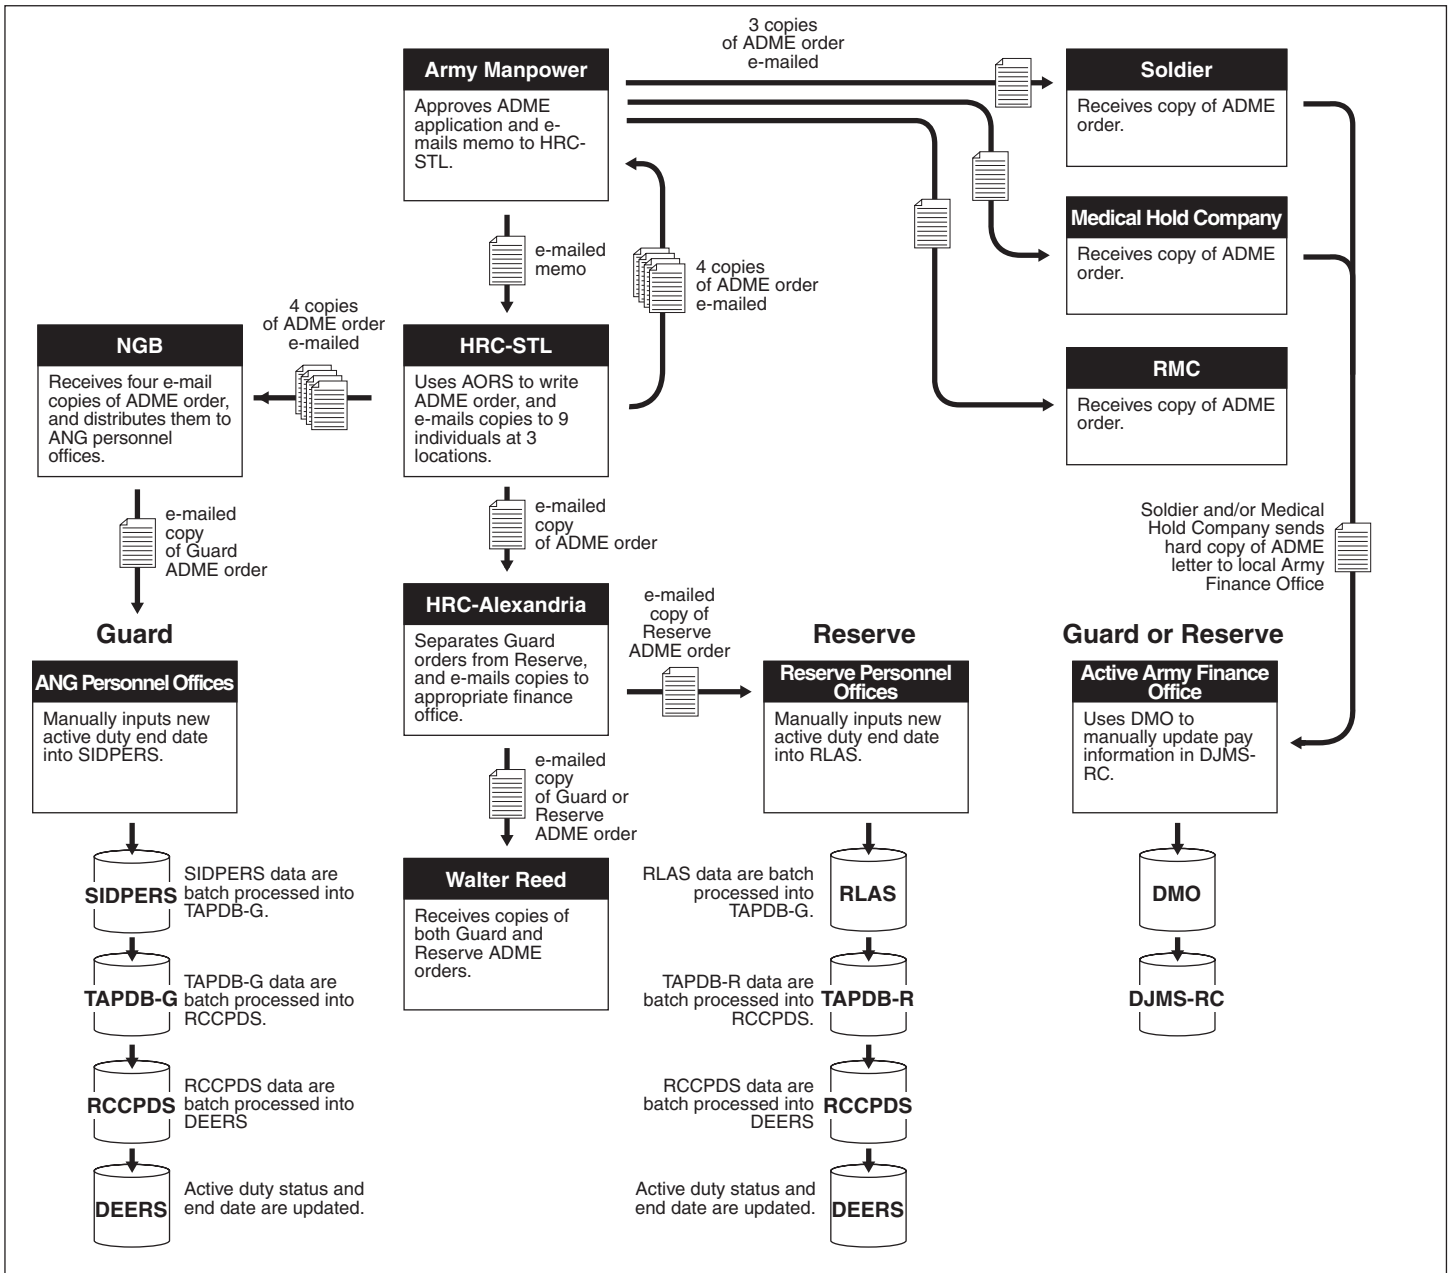 3 copies
of ADME order
e-mailed
Army Manpower
Approves ADME
application and e-
mails memo to HRC-
STL.
Soldier
Receives copy of ADME
order.
Medical Hold Company
Receives copy of ADME
order.
e-mailed
memo
4 copies
of ADME order
e-mailed
4 copies
of ADME order
e-mailed
NGB
Receives four e-mail
copies of ADME order,
and distributes them to
ANG personnel
offices.
HRC-STL
Uses AORS to write
ADME order, and
e-mails copies to 9
individuals at 3
locations.
RMC
Receives copy of ADME
order.
e-mailed
copy
of Guard
ADME order
e-mailed
copy
of ADME order
Soldier and/or Medical
Hold Company sends
hard copy of ADME
letter to local Army
Finance Office
HRC-Alexandria
Separates Guard
orders from Reserve,
and e-mails copies to
appropriate finance
office.
e-mailed
copy of
Reserve
ADME order
Guard
ANG Personnel Offices
Manually inputs new
active duty end date
into SIDPERS.
Reserve
Reserve Personnel
Offices
Manually inputs new
active duty end date
into RLAS.
Guard or Reserve
Active Army Finance
Office
Uses DMO to
manually update pay
information in DJMS-
RC.
e-mailed
copy
of Guard or
Reserve
ADME order
Walter Reed
Receives copies of
both Guard and
Reserve ADME
orders.
SIDPERS
SIDPERS data are
batch processed into
TAPDB-G.
TAPDB-G
TAPDB-G data are
batch processed into
RCCPDS.
RCCPDS
RCCPDS data are
batch processed into
DEERS
DEERS
Active duty status and
end date are updated.
RLAS data are batch
processed into
TAPDB-G.
RLAS
TAPDB-R data are
batch processed into
RCCPDS.
TAPDB-R
RCCPDS data are
batch processed into
DEERS
RCCPDS
Active duty status and
end date are updated.
DEERS
DMO
DJMS-RC